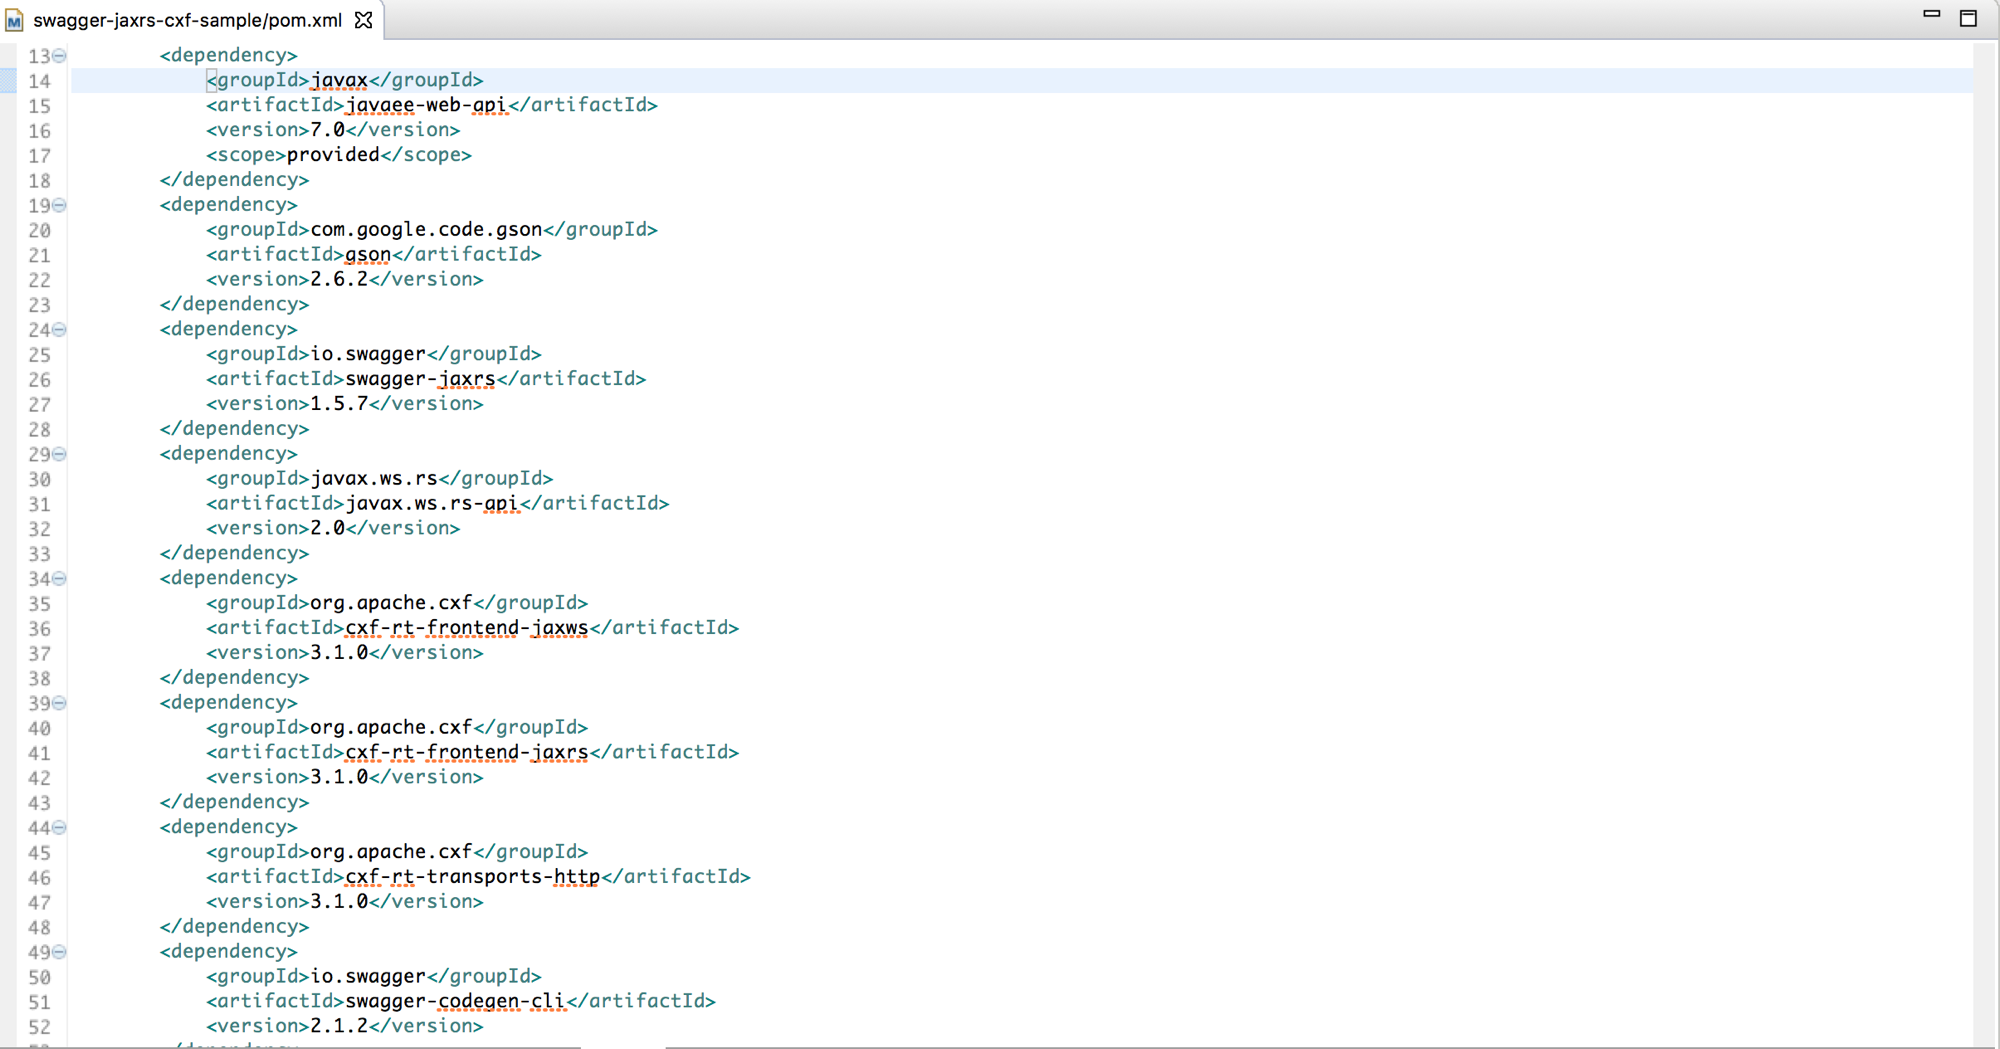 swagger-jaxrs-cxf-sample/pom.xml
13 <dependency>
14 <groupId>javax</groupId>
15 <artifactId>javaee-web-api</artifactId>
16 <version>7.0</version>
17 <scope>provided</scope>
18 </dependency>
19 <dependency>
20 <groupId>com.google.code.gson</groupId>
21 <artifactId>gson</artifactId>
22 <version>2.6.2</version>
23 </dependency>
24 <dependency>
25 <groupId>io.swagger</groupId>
26 <artifactId>swagger-jaxrs</artifactId>
27 <version>1.5.7</version>
28 </dependency>
29 <dependency>
30 <groupId>javax.ws.rs</groupId>
31 <artifactId>javax.ws.rs-api</artifactId>
32 <version>2.0</version>
33 </dependency>
34 <dependency>
35 <groupId>org.apache.cxf</groupId>
36 <artifactId>cxf-rt-frontend-jaxws</artifactId>
37 <version>3.1.0</version>
38 </dependency>
39 <dependency>
40 <groupId>org.apache.cxf</groupId>
41 <artifactId>cxf-rt-frontend-jaxrs</artifactId>
42 <version>3.1.0</version>
43 </dependency>
44 <dependency>
45 <groupId>org.apache.cxf</groupId>
46 <artifactId>cxf-rt-transports-http</artifactId>
47 <version>3.1.0</version>
48 </dependency>
49 <dependency>
50 <groupId>io.swagger</groupId>
51 <artifactId>swagger-codegen-cli</artifactId>
52 <version>2.1.2</version>